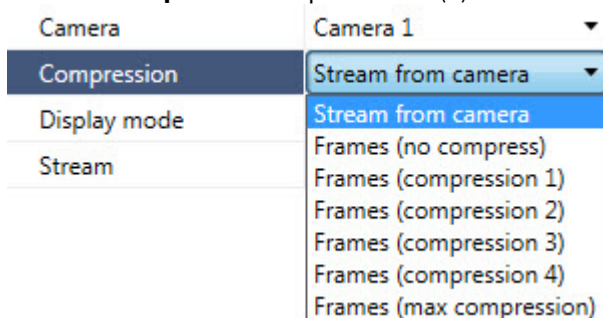 Camera Camera 1
Compression Stream from camera
Display mode Stream from camera
Frames (no compress)
Stream Frames (compression 1)
Frames (compression 2)
Frames (compression 3)
Frames (compression 4)
Frames (max compression)